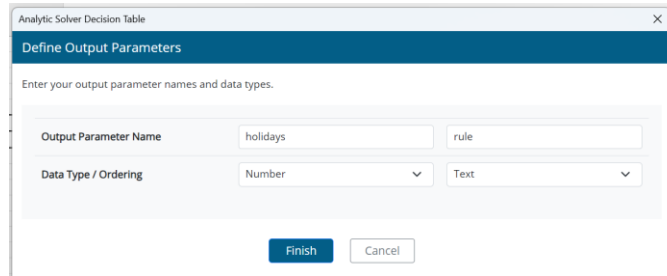 Analytic Solver Decision Table
Define Output Parameters
Enter your output parameter names and data types.
Output Parameter Name holidays rule
Data Type / Ordering Number Text
Finish Cancel